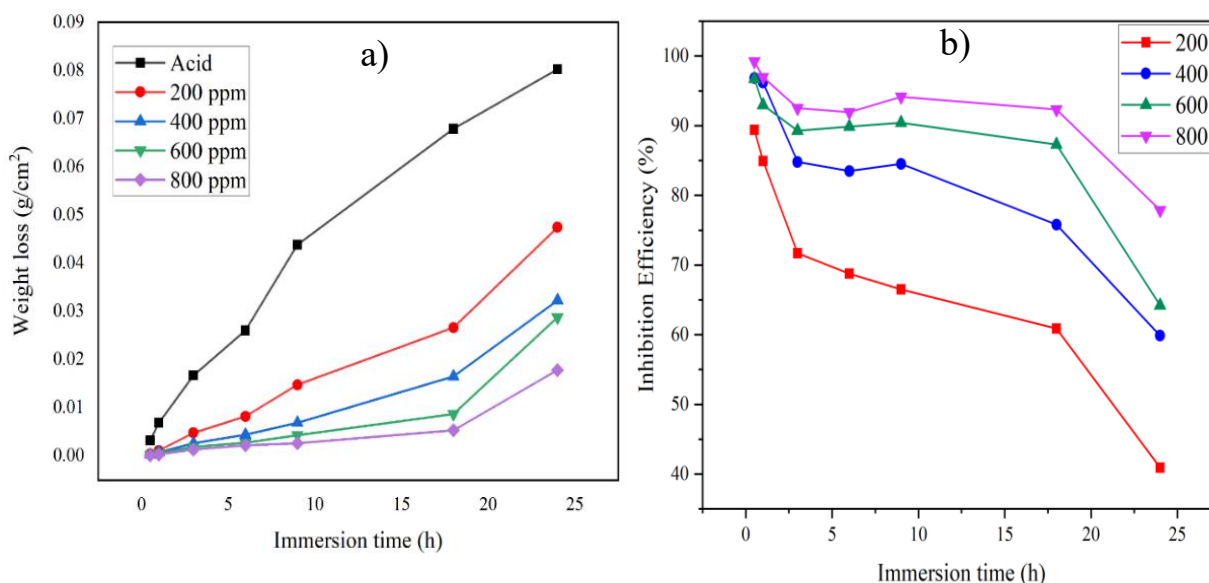 a)
Acid
200 ppm
400 ppm
600 ppm
800 ppm
0.09
0.08
0.07
0.06
0.05
0.04
0.03
0.02
0.01
0.00
Weight loss (g/cm²)
0 5 10 15 20 25
Immersion time (h)
b)
200
400
600
800
100
90
80
70
60
50
40
Inhibition Efficiency (%)
0 5 10 15 20 25
Immersion time (h)